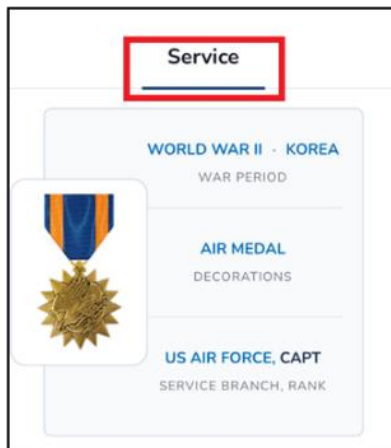 Service
WORLD WAR II · KOREA
WAR PERIOD
AIR MEDAL
DECORATIONS
US AIR FORCE, CAPT
SERVICE BRANCH, RANK